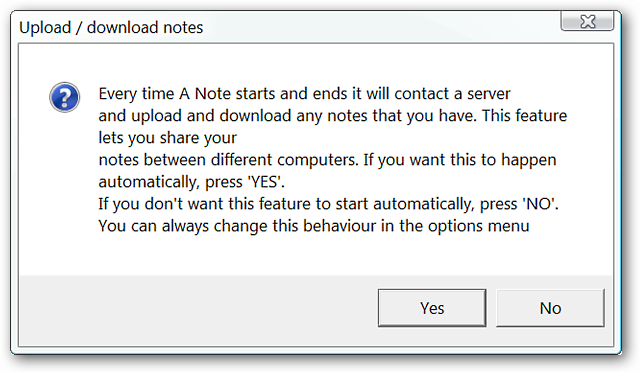 Upload / download notes
Every time A Note starts and ends it will contact a server
and upload and download any notes that you have. This feature
lets you share your
notes between different computers. If you want this to happen
automatically, press 'YES'.
If you don't want this feature to start automatically, press 'NO'.
You can always change this behaviour in the options menu
Yes
No